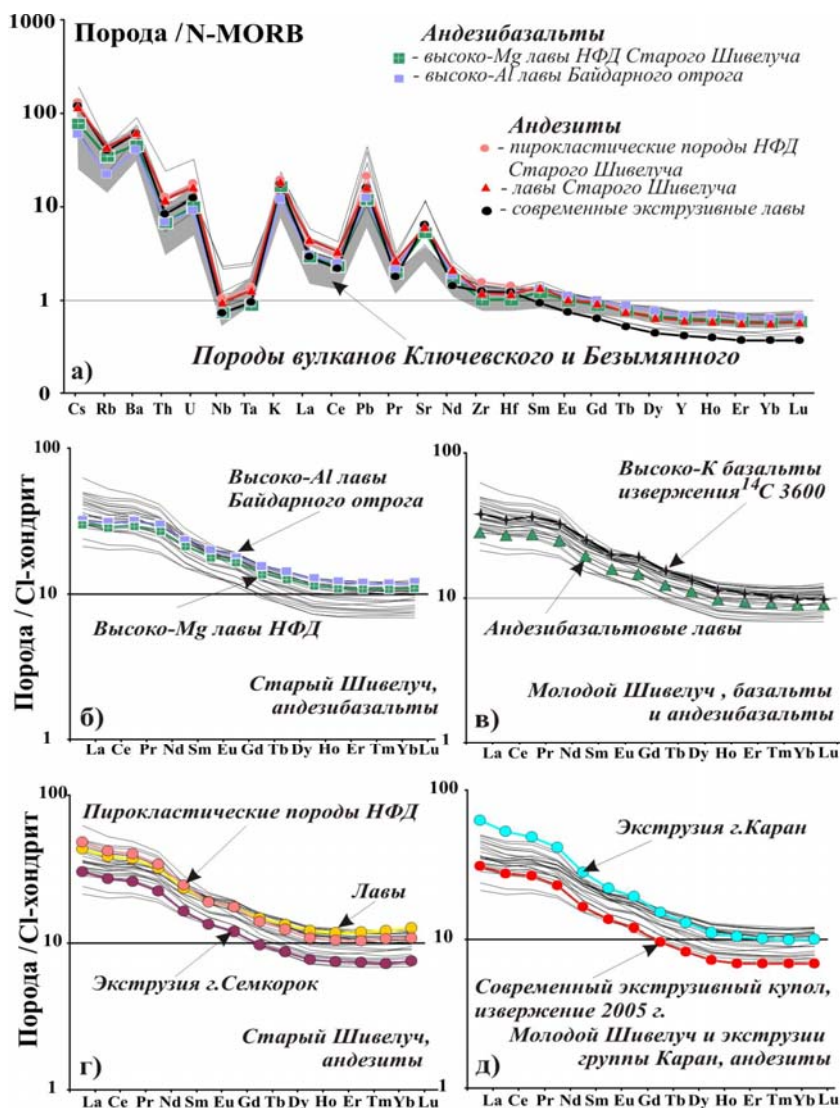 Порода /N-MORB
Андезибазальты
- высоко-Mg лавы НФД Старого Шивелуча
- высоко-Al лавы Байдарного отрога
Андезиты
- пирокластические породы НФД
Старого Шивелуча
- лавы Старого Шивелуча
- современные экструзивные лавы
1000
100
10
1
0
Породы вулканов Ключевского и Безымянного
а)
Cs Rb Ba Th U Nb Ta K La Ce Pb Pr Sr Nd Zr Hf Sm Eu Gd Tb Dy Y Ho Er Yb Lu
Порода / Cl-хондрит
100
10
1
Высоко-Al лавы
Байдарного отрога
Высоко-Mg лавы НФД
Старый Шивелуч,
андезибазальты
б)
La Ce Pr Nd Sm Eu Gd Tb Dy Ho Er Tm Yb Lu
100
10
1
Высоко-K базальты
извержения 14C 3600
Андезибазальтовые лавы
Молодой Шивелуч , базальты
и андезибазальты
в)
La Ce Pr Nd Sm Eu Gd Tb Dy Ho Er Tm Yb Lu
Порода / Cl-хондрит
100
10
1
Пирокластические породы НФД
Лавы
Экструзия г.Семкорок
Старый Шивелуч,
андезиты
г)
La Ce Pr Nd Sm Eu Gd Tb Dy Ho Er Tm Yb Lu
100
10
1
Экструзия г.Каран
Современный экструзивный купол,
извержение 2005 г.
Молодой Шивелуч и экструзии
группы Каран, андезиты
д)
La Ce Pr Nd Sm Eu Gd Tb Dy Ho Er Tm Yb Lu